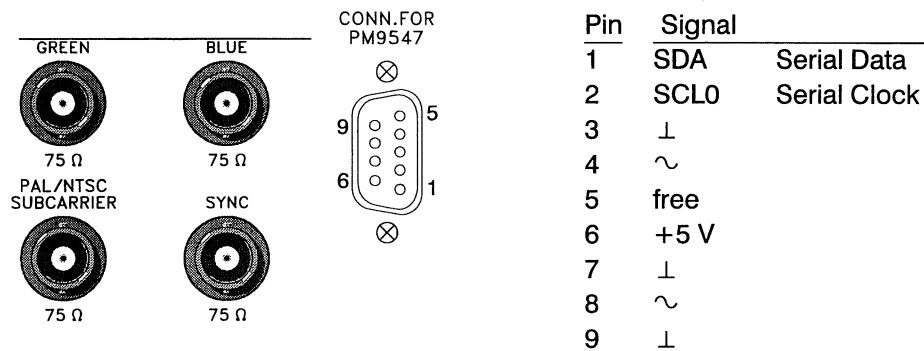 CONN.FOR
PM9547
GREEN
BLUE
75 Ω
75 Ω
PAL/NTSC
SUBCARRIER
SYNC
75 Ω
75 Ω
5
9
6
1
Pin Signal
1 SDA Serial Data
2 SCL0 Serial Clock
3 ⊥
4 ∿
5 free
6 +5 V
7 ⊥
8 ∿
9 ⊥